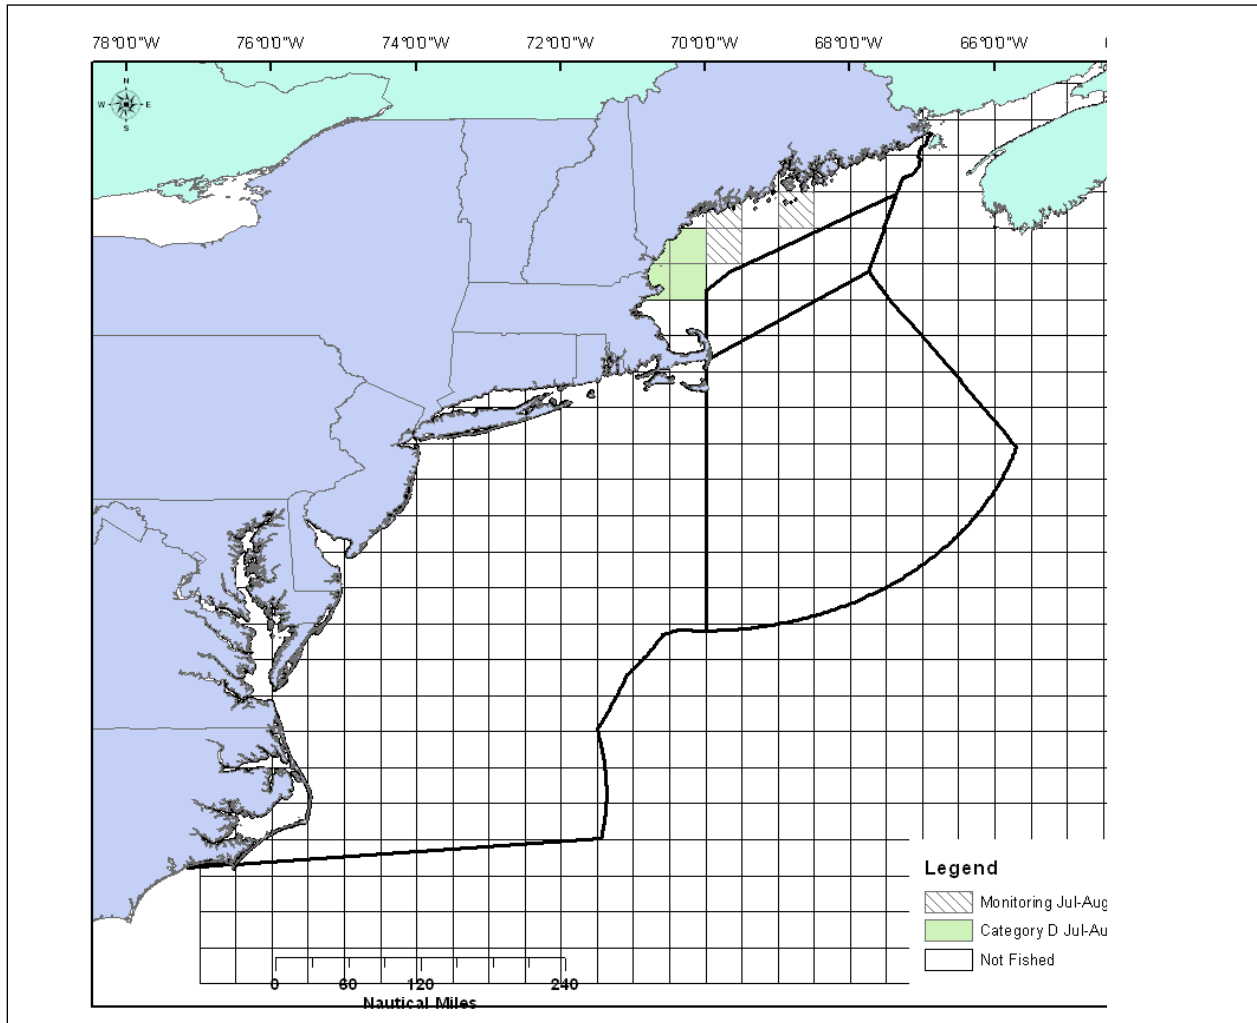 78°0'0"W 76°0'0"W 74°0'0"W 72°0'0"W 70°0'0"W 68°0'0"W 66°0'0"W
N
W E
S
Legend
Monitoring Jul-Aug
Category D Jul-Au
Not Fished
0 60 120 240
Nautical Miles